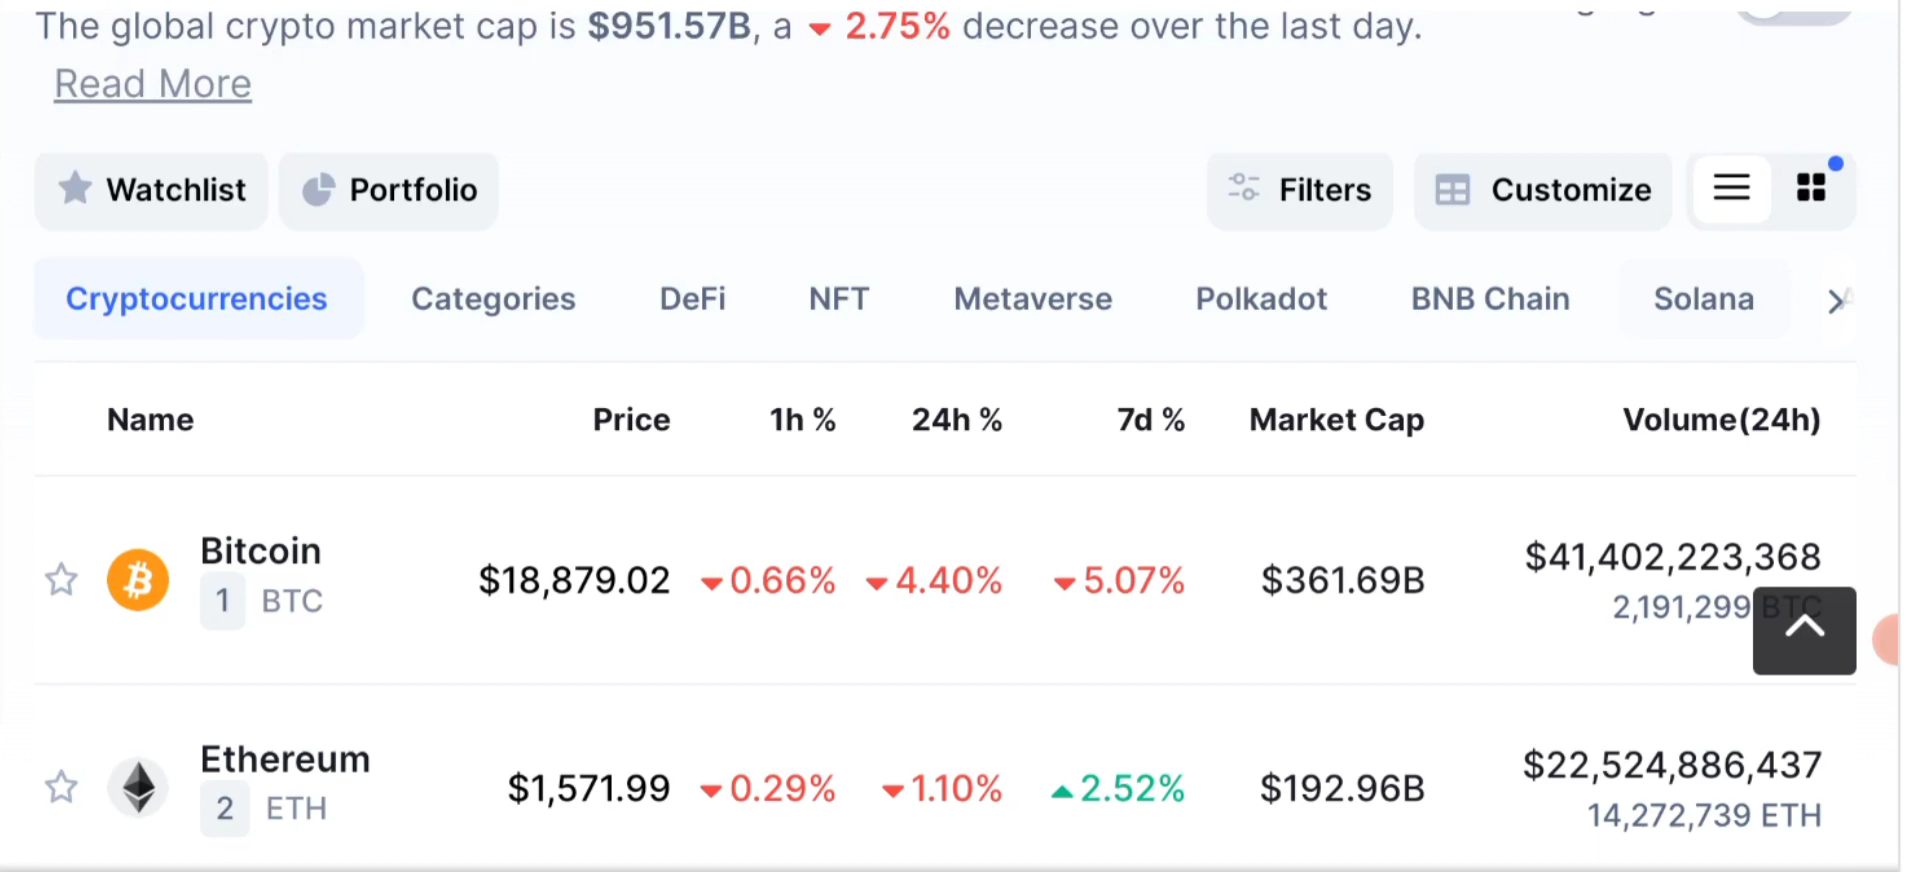 The global crypto market cap is $951.57B, a 2.75% decrease over the last day.
Read More
Watchlist Portfolio Filters Customize
Cryptocurrencies Categories DeFi NFT Metaverse Polkadot BNB Chain Solana
Name Price 1h % 24h % 7d % Market Cap Volume(24h)
Bitcoin
1 BTC
$18,879.02 0.66% 4.40% 5.07% $361.69B
$41,402,223,368
2,191,299 BTC
Ethereum
2 ETH
$1,571.99 0.29% 1.10% 2.52% $192.96B
$22,524,886,437
14,272,739 ETH